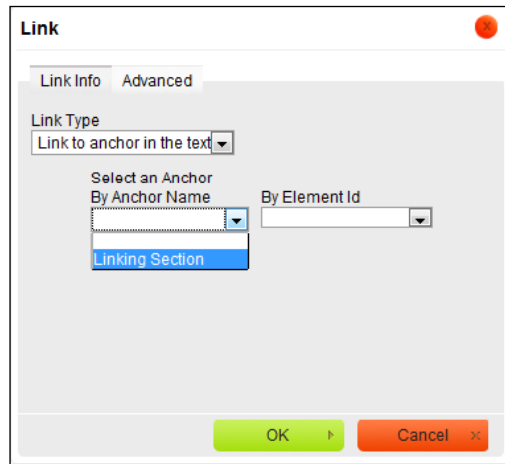 Link
Link Info Advanced
Link Type
Link to anchor in the text
Select an Anchor
By Anchor Name By Element Id
Linking Section
OK Cancel